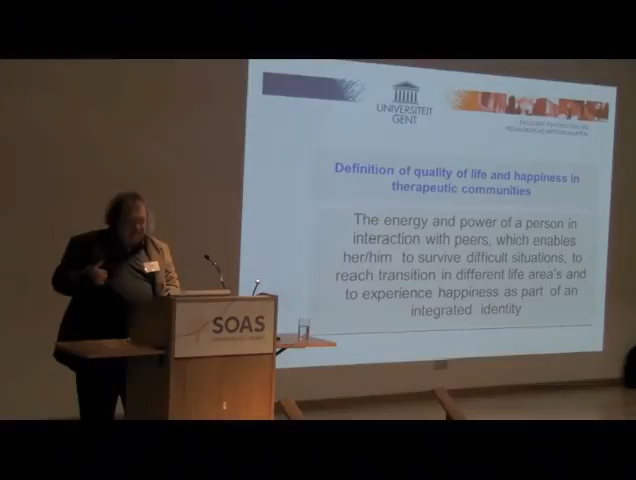 UNIVERSITEIT
GENT
Definition of quality of life and happiness in
therapeutic communities
The energy and power of a person in
interaction with peers, which enables
her/him to survive difficult situations, to
reach transition in different life area's and
to experience happiness as part of an
integrated identity
SOAS